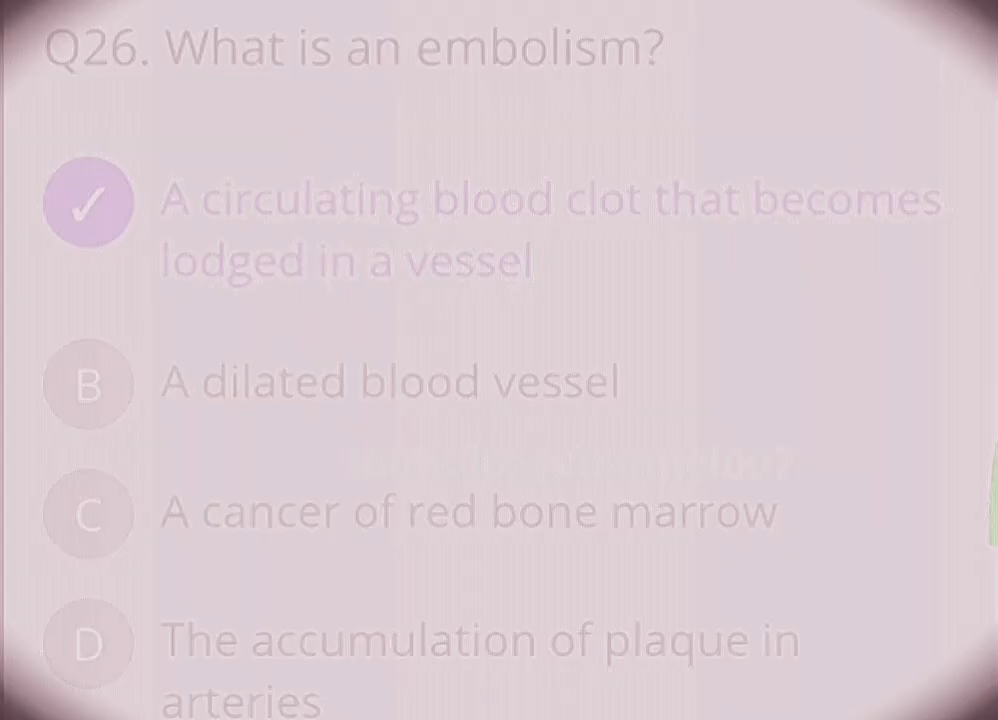 Q26. What is an embolism?
✓ A circulating blood clot that becomes
lodged in a vessel
B A dilated blood vessel
C A cancer of red bone marrow
D The accumulation of plaque in
arteries